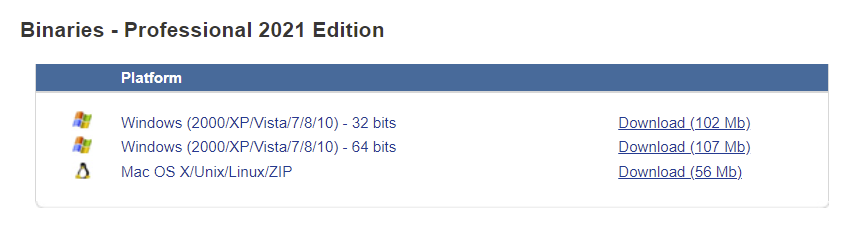 Binaries - Professional 2021 Edition
Platform
Windows (2000/XP/Vista/7/8/10) - 32 bits Download (102 Mb)
Windows (2000/XP/Vista/7/8/10) - 64 bits Download (107 Mb)
Mac OS X/Unix/Linux/ZIP Download (56 Mb)